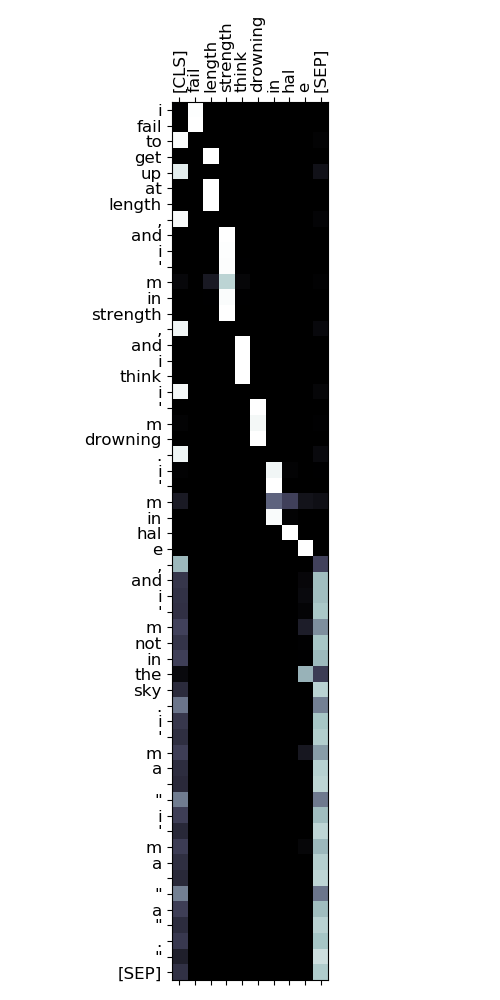 [CLS]
fail
length
strength
think
drowning
in
hal
e
[SEP]
i
fail
to
get
up
at
length
,
and
i
'
m
in
strength
,
and
i
think
i
'
m
drowning
.
i
'
m
in
hal
e
,
and
i
'
m
not
in
the
sky
.
i
'
m
a
"
i
'
m
a
"
a
"
.
"
[SEP]